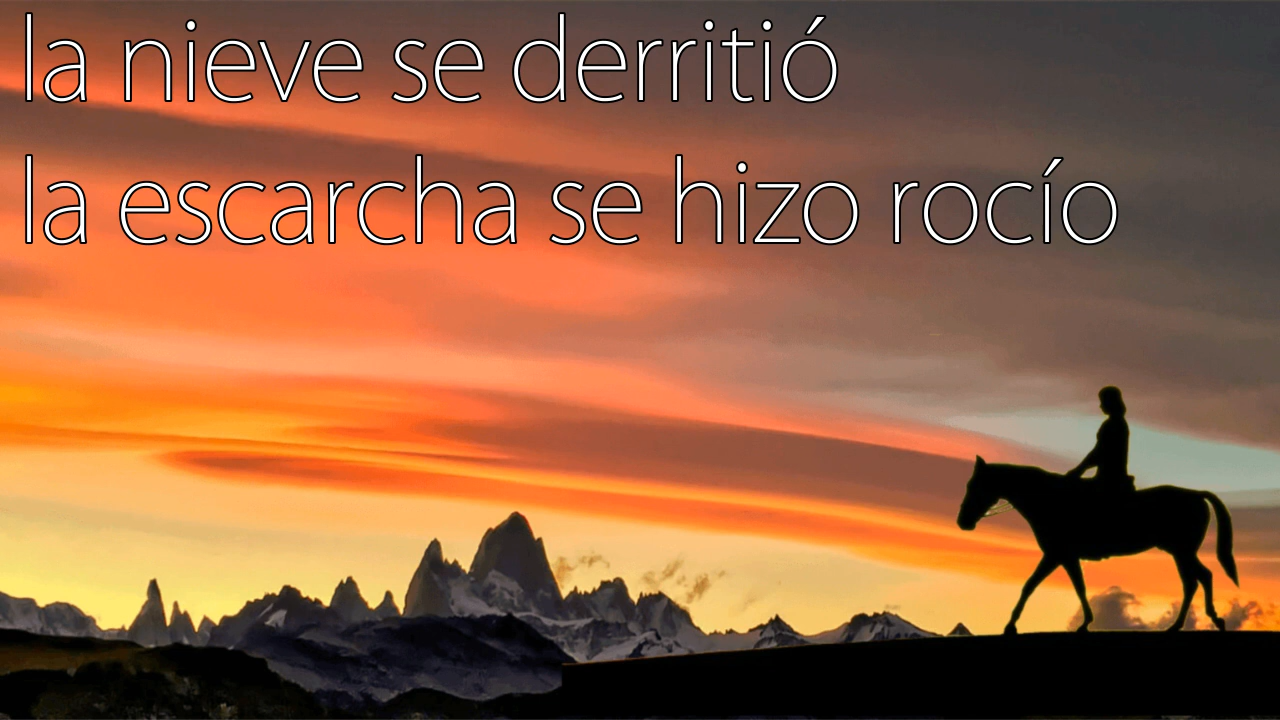 la nieve se derritió
la escarcha se hizo rocío